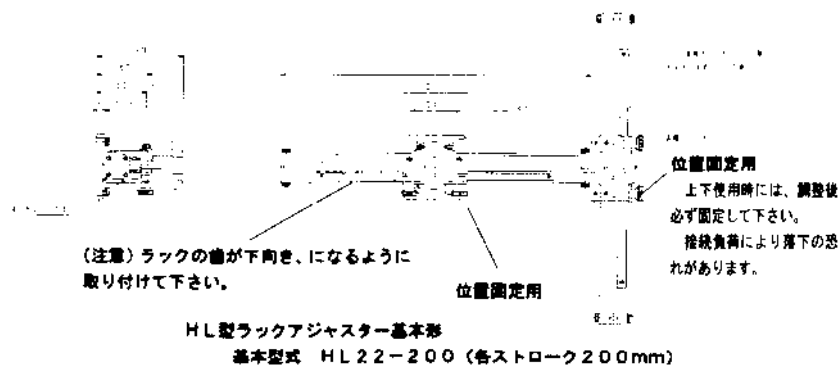 位置固定用
上下使用時には、調整後
必ず固定して下さい。
接続負荷により落下の恐
れがあります。
(注意)ラックの歯が下向き、になるように
取り付けて下さい。
位置固定用
HL型ラックアジャスター基本形
基本型式 HL22-200(各ストローク200mm)